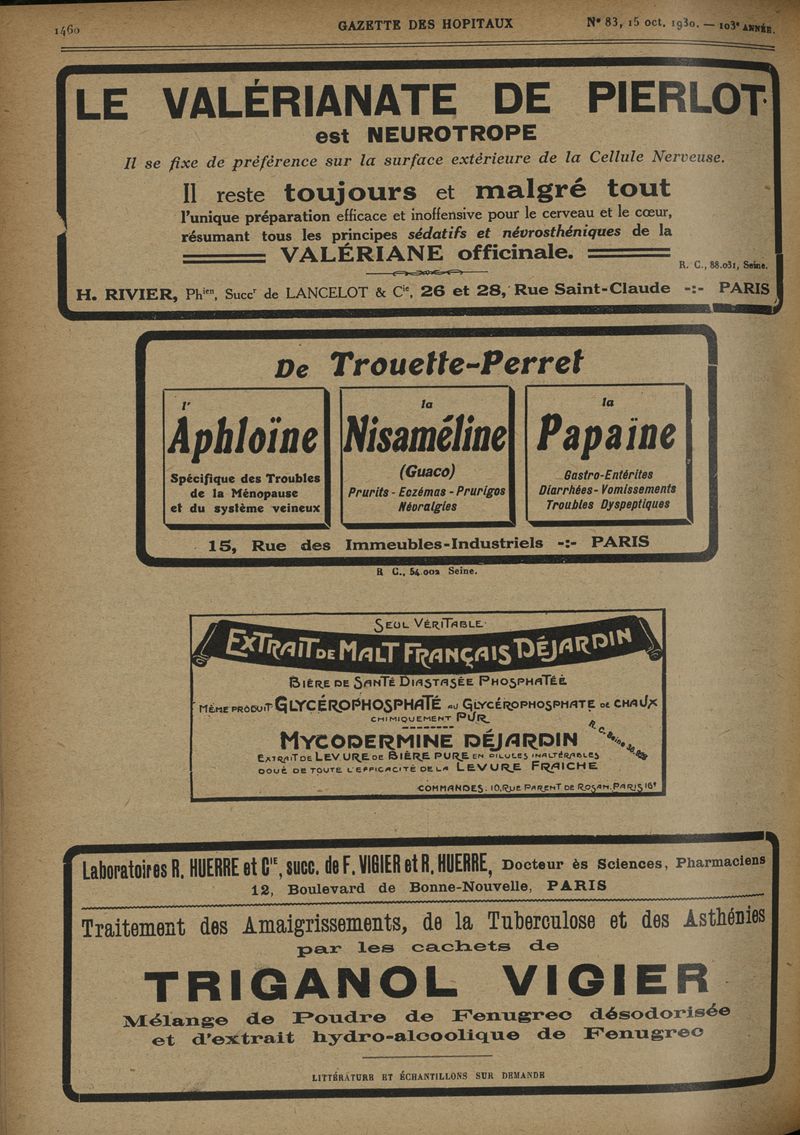 1460
GAZETTE DES HOPITAUX
N° 83, 15 oct. 1930. — 103e ANNÉE.
LE VALÉRIANATE DE PIERLOT
est NEUROTROPE
Il se fixe de préférence sur la surface extérieure de la Cellule Nerveuse.
Il reste toujours et malgré tout
l'unique préparation efficace et inoffensive pour le cerveau et le cœur,
résumant tous les principes sédatifs et névrosthéniques de la
VALÉRIANE officinale.
R. C., 88.031, Seine.
H. RIVIER, Phien, Succr de LANCELOT & Cie, 26 et 28, Rue Saint-Claude -:- PARIS
De Trouette-Perret
l'
Aphloïne
Spécifique des Troubles
de la Ménopause
et du système veineux
la
Nisaméline
(Guaco)
Prurits - Eczémas - Prurigos
Névralgies
la
Papaïne
Gastro-Entérites
Diarrhées - Vomissements
Troubles Dyspeptiques
15, Rue des Immeubles-Industriels -:- PARIS
R C., 54.002 Seine.
SEUL VÉRITABLE
EXTRAIT DE MALT FRANÇAIS DÉJARDIN
BIÈRE DE SANTÉ DIASTASÉE PHOSPHATÉE
MÊME PRODUIT GLYCÉROPHOSPHATÉ AU GLYCÉROPHOSPHATE DE CHAUX
CHIMIQUEMENT PUR
R. C. Seine
MYCODERMINE DÉJARDIN
EXTRAIT DE LEVURE DE BIÈRE PURE EN PILULES INALTÉRABLES
DOUÉ DE TOUTE L'EFFICACITÉ DE LA LEVURE FRAICHE
COMMANDES: 10, RUE PARENT DE ROSAN, PARIS 16e
Laboratoires R. HUERRE et CIE, succ. de F. VIGIER et R. HUERRE, Docteur ès Sciences, Pharmaciens
12, Boulevard de Bonne-Nouvelle, PARIS
Traitement des Amaigrissements, de la Tuberculose et des Asthénies
par les cachets de
TRIGANOL VIGIER
Mélange de Poudre de Fenugrec désodorisée
et d'extrait hydro-alcoolique de Fenugrec
LITTÉRATURE ET ÉCHANTILLONS SUR DEMANDE